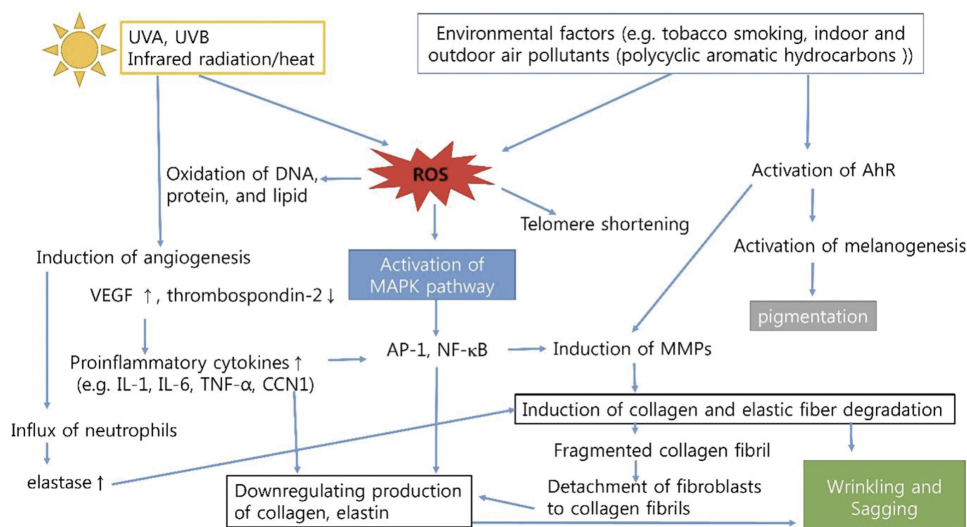 UVA, UVB
Infrared radiation/heat
Environmental factors (e.g. tobacco smoking, indoor and
outdoor air pollutants (polycyclic aromatic hydrocarbons ))
ROS
Oxidation of DNA,
protein, and lipid
Activation of AhR
Telomere shortening
Activation of melanogenesis
Induction of angiogenesis
Activation of
MAPK pathway
VEGF ↑, thrombospondin-2↓
pigmentation
Proinflammatory cytokines↑
(e.g. IL-1, IL-6, TNF-α, CCN1)
AP-1, NF-κB
Induction of MMPs
Induction of collagen and elastic fiber degradation
Influx of neutrophils
Fragmented collagen fibril
elastase↑
Downregulating production
of collagen, elastin
Detachment of fibroblasts
to collagen fibrils
Wrinkling and
Sagging